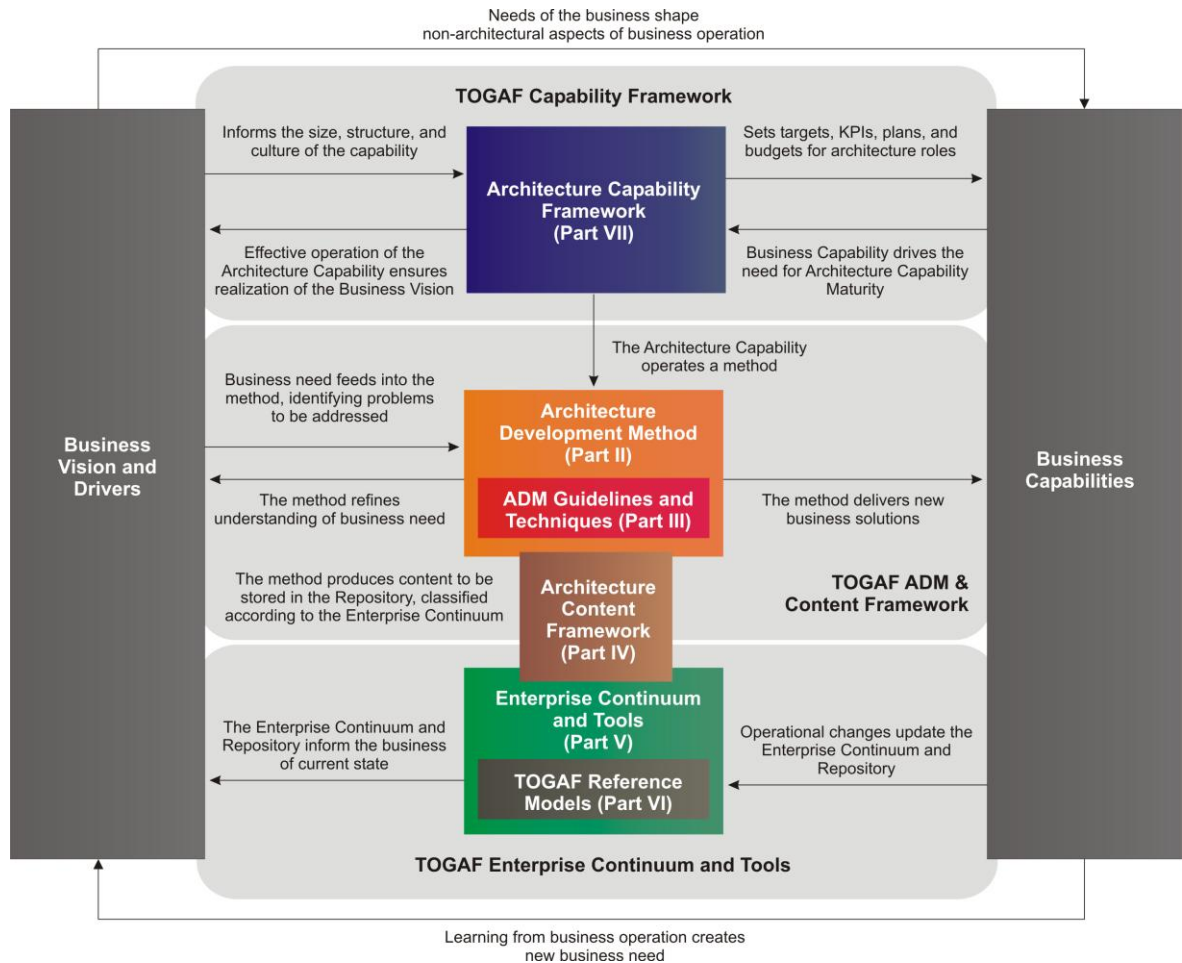 Needs of the business shape
non-architectural aspects of business operation
TOGAF Capability Framework
Informs the size, structure, and
culture of the capability
Sets targets, KPIs, plans, and
budgets for architecture roles
Architecture Capability
Framework
(Part VII)
Effective operation of the
Architecture Capability ensures
realization of the Business Vision
Business Capability drives the
need for Architecture Capability
Maturity
The Architecture Capability
operates a method
Business need feeds into the
method, identifying problems
to be addressed
Architecture
Development Method
(Part II)
Business
Vision and
Drivers
Business
Capabilities
ADM Guidelines and
Techniques (Part III)
The method refines
understanding of business need
The method delivers new
business solutions
The method produces content to be
stored in the Repository, classified
according to the Enterprise Continuum
Architecture
Content
Framework
(Part IV)
TOGAF ADM &
Content Framework
Enterprise Continuum
and Tools
(Part V)
The Enterprise Continuum and
Repository inform the business
of current state
Operational changes update the
Enterprise Continuum and
Repository
TOGAF Reference
Models (Part VI)
TOGAF Enterprise Continuum and Tools
Learning from business operation creates
new business need